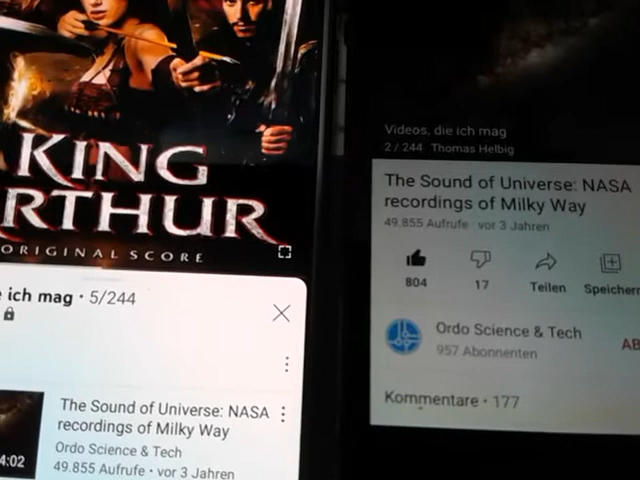 KING
RTHUR
ORIGINAL SCORE
ich mag · 5/244
The Sound of Universe: NASA
recordings of Milky Way
Ordo Science & Tech
49.855 Aufrufe · vor 3 Jahren
4:02
Videos, die ich mag
2 / 244 Thomas Helbig
The Sound of Universe: NASA
recordings of Milky Way
49.855 Aufrufe vor 3 Jahren
804
17
Teilen
Speichern
Ordo Science & Tech
957 Abonnenten
AB
Kommentare · 177